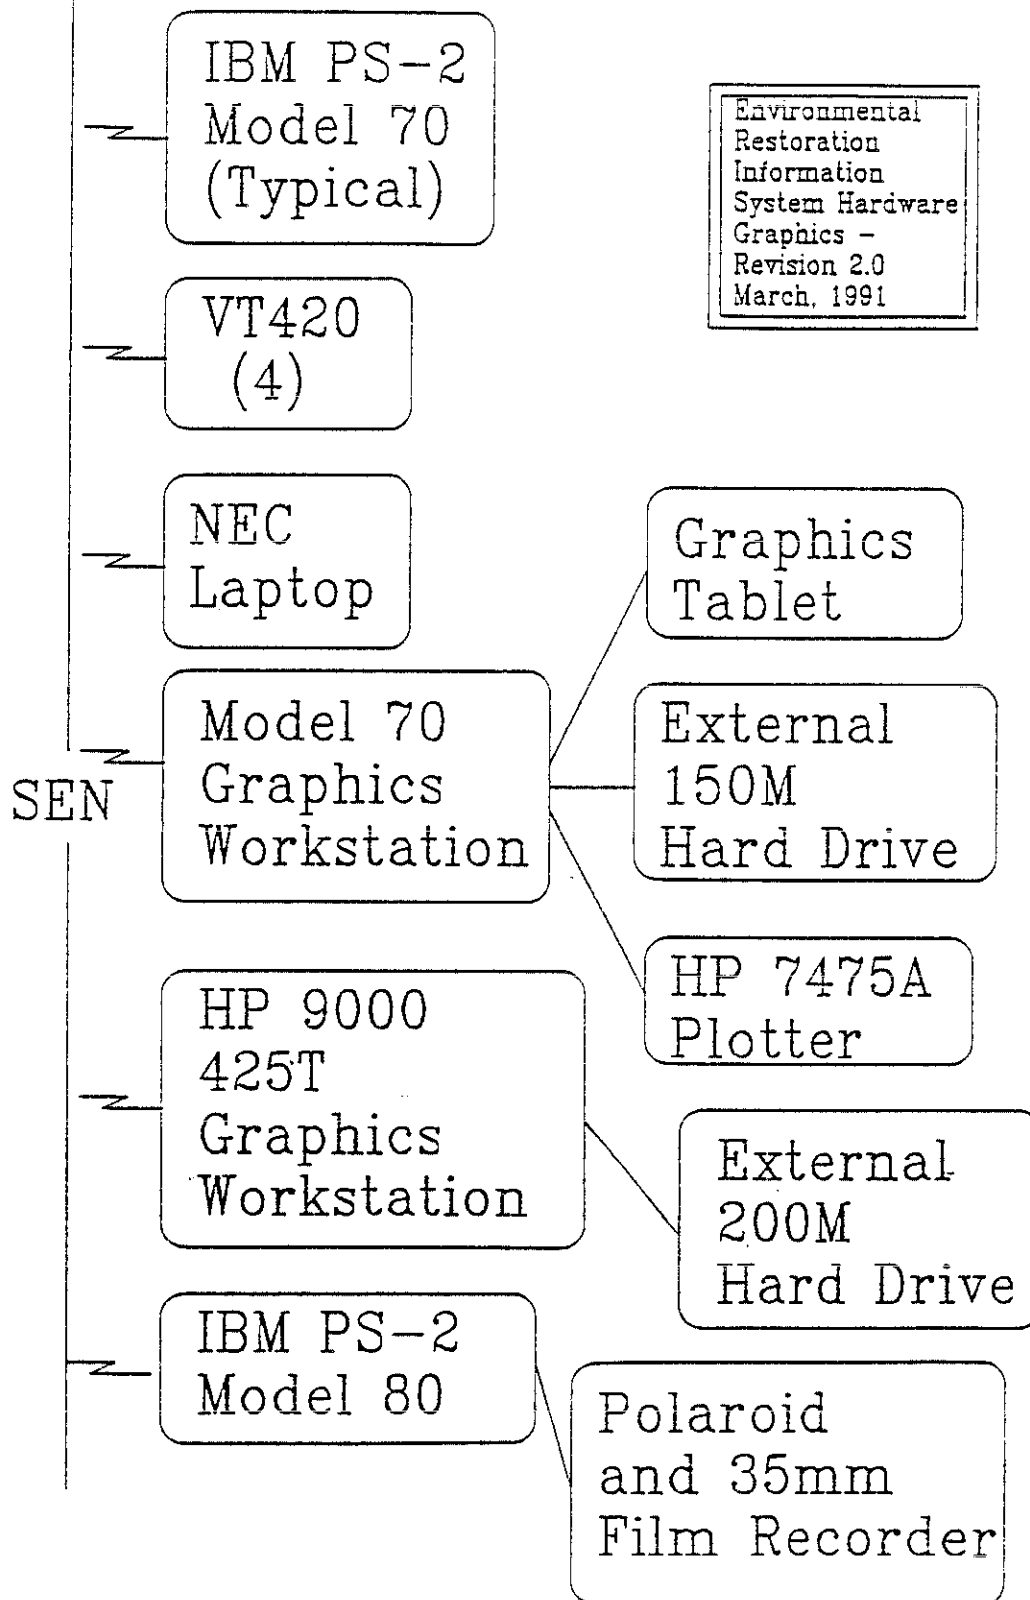 IBM PS-2
Model 70
(Typical)
Environmental
Restoration
Information
System Hardware
Graphics -
Revision 2.0
March, 1991
VT420
(4)
NEC
Laptop
Graphics
Tablet
Model 70
Graphics
Workstation
External
150M
Hard Drive
SEN
HP 7475A
Plotter
HP 9000
425T
Graphics
Workstation
External
200M
Hard Drive
IBM PS-2
Model 80
Polaroid
and 35mm
Film Recorder